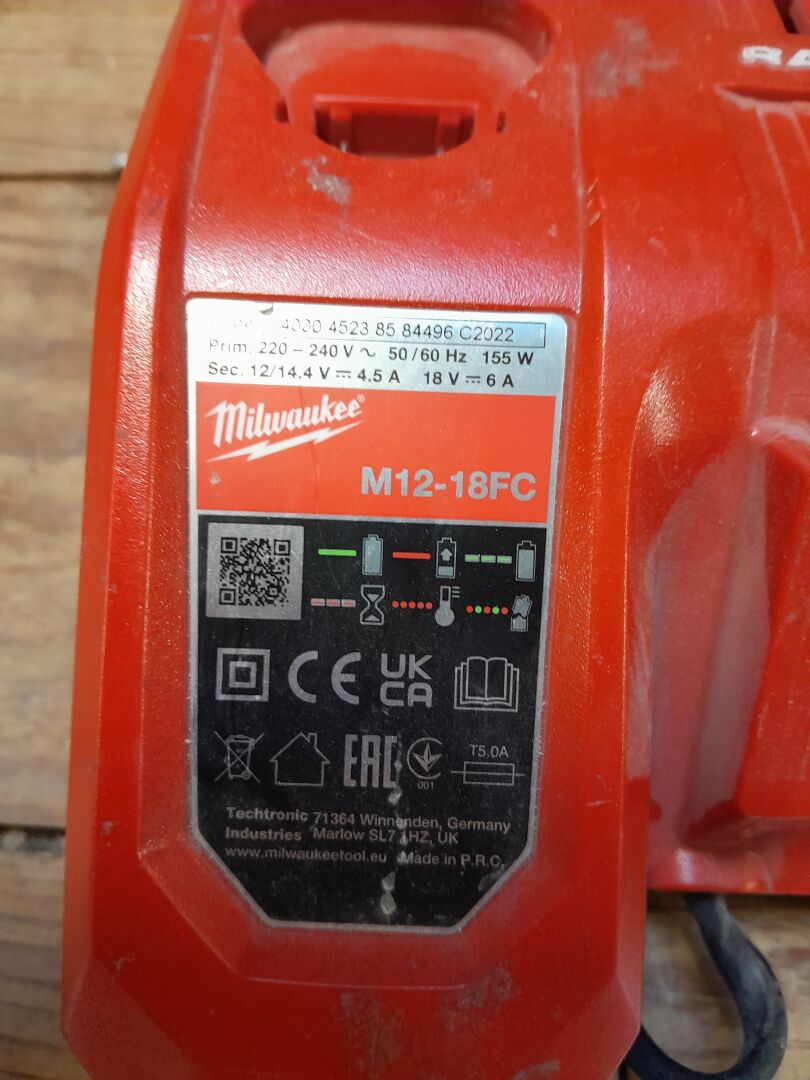 4000 4523 85 84496 C2022
Prim. 220 – 240 V ~ 50/60 Hz 155 W
Sec. 12/14.4 V ⎓ 4.5 A 18 V ⎓ 6 A
Milwaukee®
M12-18FC
CE UK CA
EAC 001 T5.0A
Techtronic 71364 Winnenden, Germany
Industries Marlow SL7 1HZ, UK
www.milwaukeetool.eu Made in P.R.C.